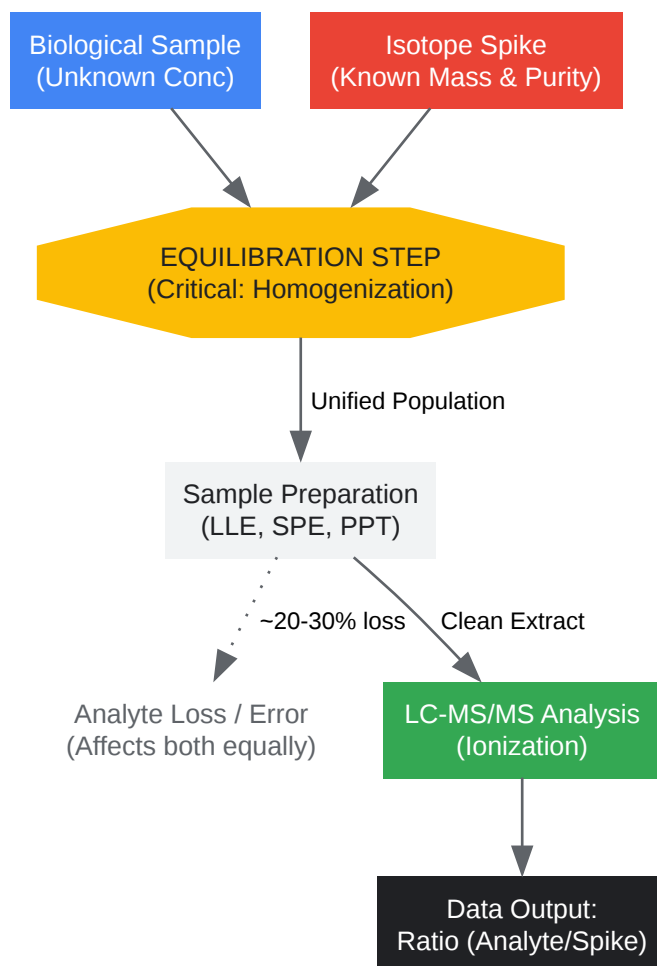 Biological Sample
(Unknown Conc)
Isotope Spike
(Known Mass & Purity)
EQUILIBRATION STEP
(Critical: Homogenization)
Unified Population
Sample Preparation
(LLE, SPE, PPT)
~20-30% loss
Clean Extract
Analyte Loss / Error
(Affects both equally)
LC-MS/MS Analysis
(Ionization)
Data Output:
Ratio (Analyte/Spike)